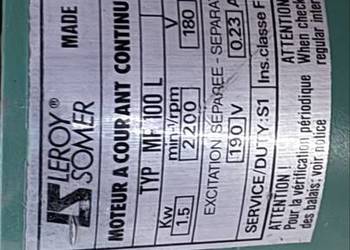 LEROY®
SOMER
MADE
MOTEUR A COURANT CONTINU
TYP MF 100 L
Kw min-1/rpm V
1.5 2200 180
EXCITATION SEPAREE - SEPARAT
190 V 0.23 A
SERVICE/DUTY:S1 Ins.classe F
ATTENTION ! ATTENTION
Pour la vérification périodique When check
des balais; voir notice regular inter